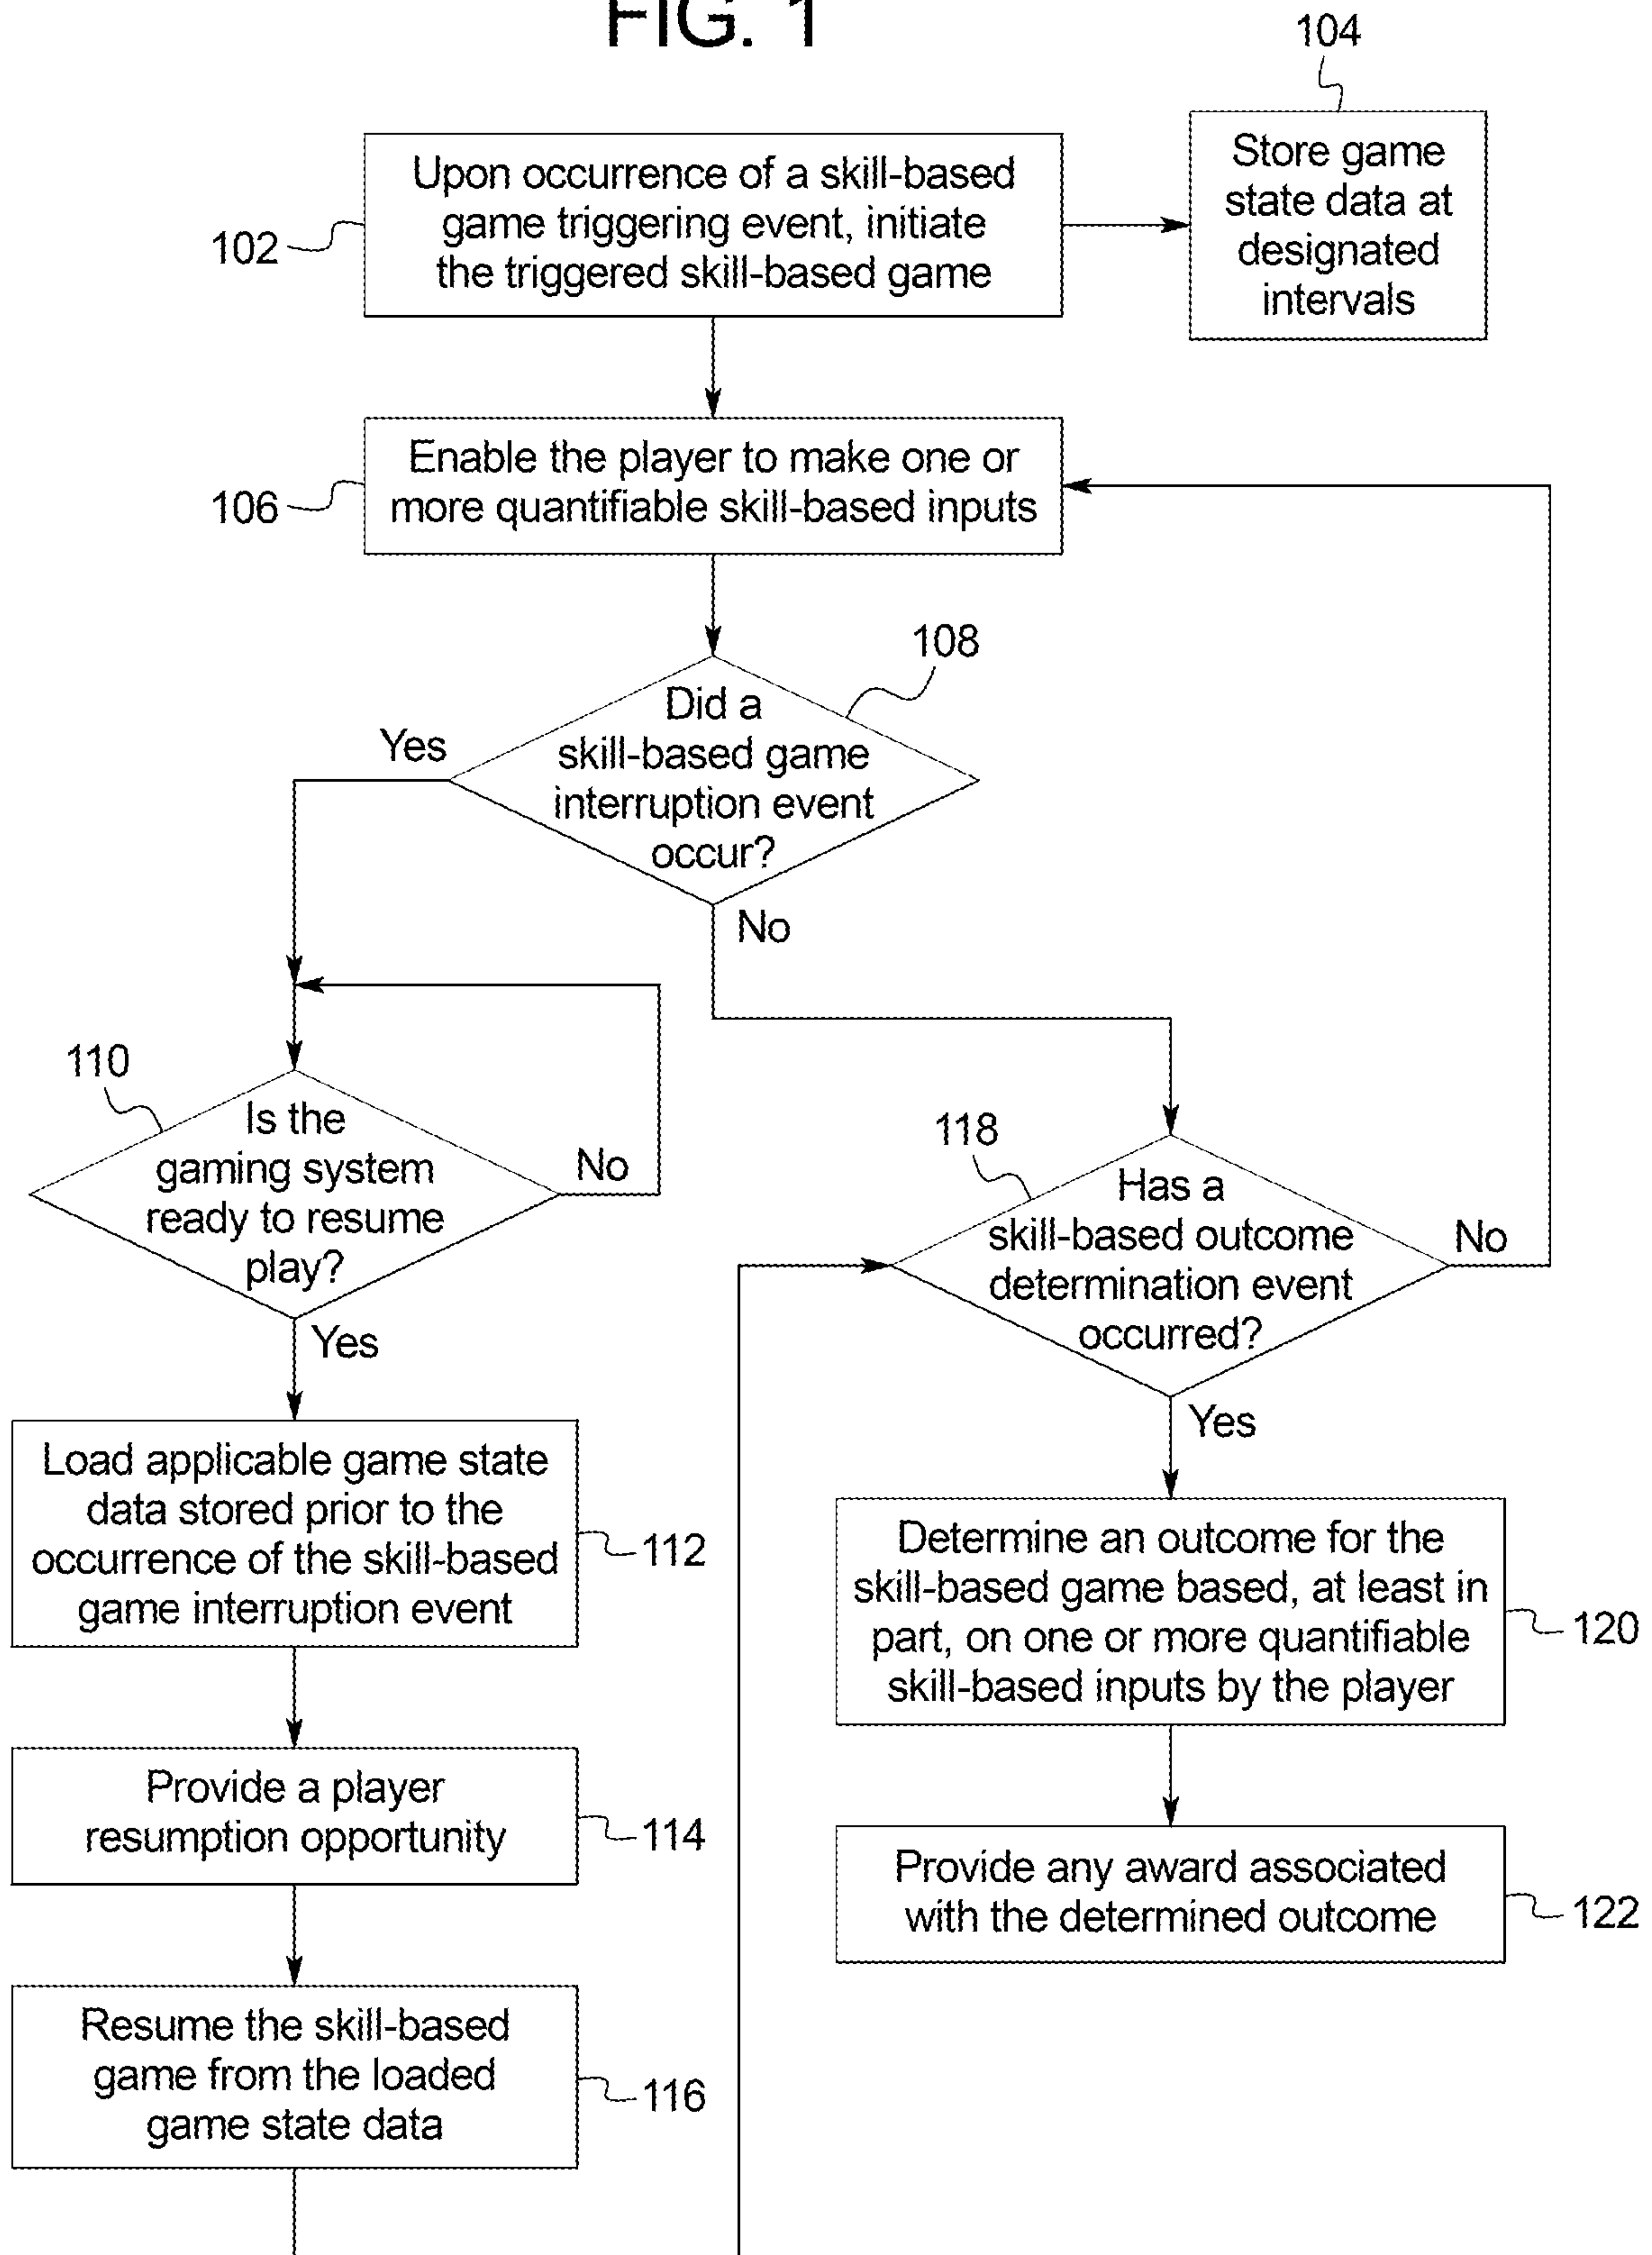 FIG. 1
104
Upon occurrence of a skill-based
game triggering event, initiate
the triggered skill-based game
102
Store game
state data at
designated
intervals
Enable the player to make one or
more quantifiable skill-based inputs
106
108
Did a
skill-based game
interruption event
occur?
Yes
No
110
Is the
gaming system
ready to resume
play?
No
Yes
118
Has a
skill-based outcome
determination event
occurred?
No
Yes
Load applicable game state
data stored prior to the
occurrence of the skill-based
game interruption event
112
Determine an outcome for the
skill-based game based, at least in
part, on one or more quantifiable
skill-based inputs by the player
120
Provide a player
resumption opportunity
114
Provide any award associated
with the determined outcome
122
Resume the skill-based
game from the loaded
game state data
116